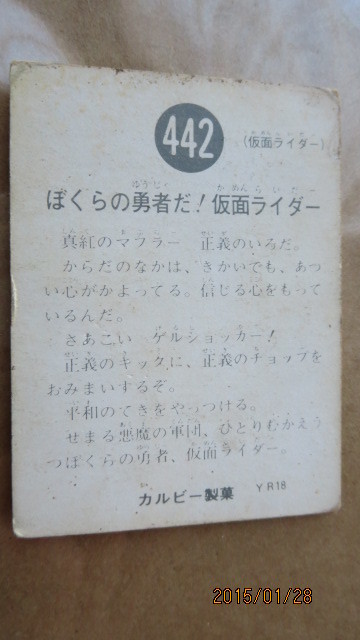 442
(仮面ライダー)
ぼくらの勇者だ!仮面ライダー
真紅のマフラー 正義のいろだ。
からだのなかは、きかいでも、あつ
い心がかよってる。信じる心をもって
いるんだ。
さあこい ゲルショッカー!
正義のキックに、正義のチョップを
おみまいするぞ。
平和のてきをやっつける。
せまる悪魔の軍団、ひとりむかえう
つぼくらの勇者、仮面ライダー。
カルビー製菓 YR18
2015/01/28